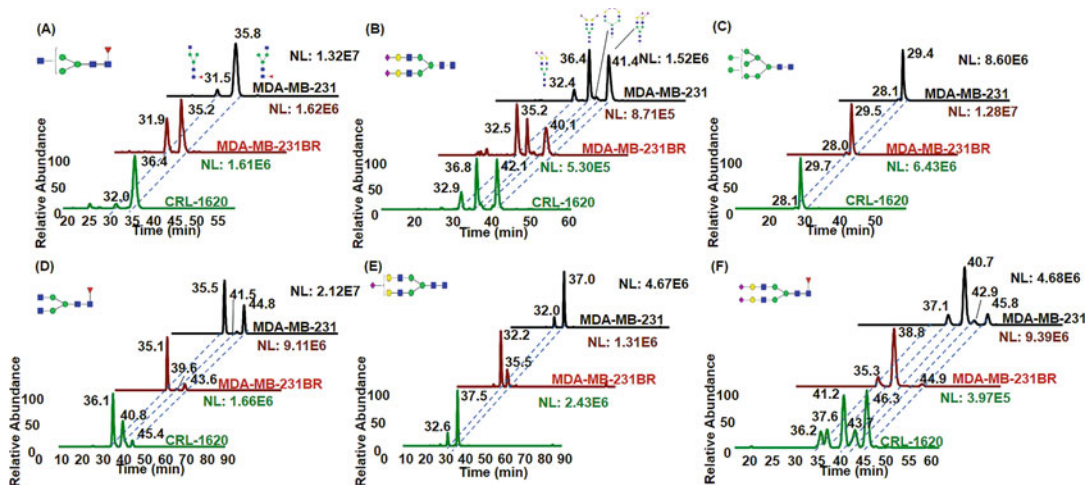 (A)
35.8
NL: 1.32E7
31.5
MDA-MB-231
NL: 1.62E6
35.2
31.9
MDA-MB-231BR
36.4
NL: 1.61E6
Relative Abundance
100
50
0
32.0
CRL-1620
20 25 30 35 40 45 55
Time (min)
(B)
36.4
41.4
NL: 1.52E6
32.4
MDA-MB-231
NL: 8.71E5
35.2
32.5
40.1
MDA-MB-231BR
NL: 5.30E5
36.8
42.1
Relative Abundance
100
50
0
32.9
CRL-1620
20 30 40 50 60
Time (min)
(C)
29.4
NL: 8.60E6
28.1
MDA-MB-231
NL: 1.28E7
29.5
28.0
MDA-MB-231BR
29.7
NL: 6.43E6
Relative Abundance
100
50
0
28.1
CRL-1620
20 30 40 50
Time (min)
(D)
35.5
41.5
44.8
NL: 2.12E7
MDA-MB-231
NL: 9.11E6
35.1
39.6
43.6
MDA-MB-231BR
NL: 1.66E6
36.1
Relative Abundance
100
50
0
40.8
45.4
CRL-1620
0 10 20 30 40 50 60 70 80 90
Time (min)
(E)
37.0
NL: 4.67E6
32.0
MDA-MB-231
NL: 1.31E6
32.2
35.5
MDA-MB-231BR
NL: 2.43E6
37.5
Relative Abundance
100
50
0
32.6
CRL-1620
0 10 20 30 40 50 60 70 80 90
Time (min)
(F)
40.7
NL: 4.68E6
37.1
42.9
45.8
MDA-MB-231
NL: 9.39E6
38.8
35.3
44.9
MDA-MB-231BR
NL: 3.97E5
41.2
46.3
Relative Abundance
100
50
0
36.2
37.6
43.7
CRL-1620
20 25 30 35 40 45 50 55 60
Time (min)